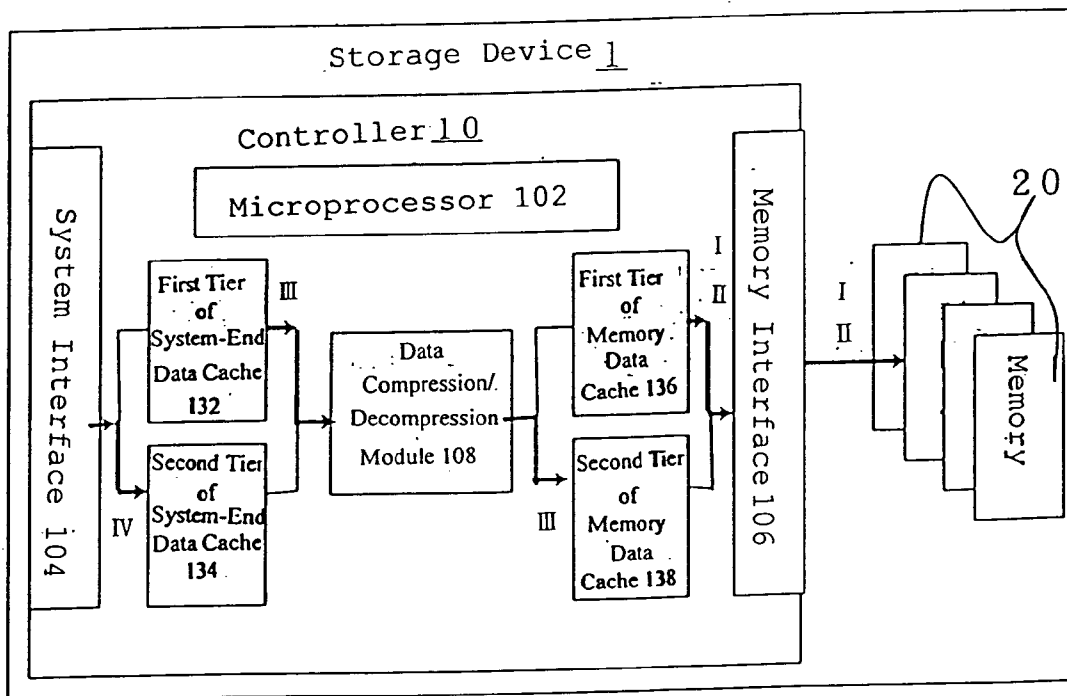 Storage Device 1
Controller 10
Microprocessor 102
System Interface 104
First Tier
of
System-End
Data Cache
132
III
Second Tier
of
System-End
Data Cache
134
IV
Data
Compression/
Decompression
Module 108
First Tier
of
Memory
Data
Cache 136
I
II
Second Tier
of
Memory
Data
Cache 138
III
Memory Interface 106
I
II
20
Memory